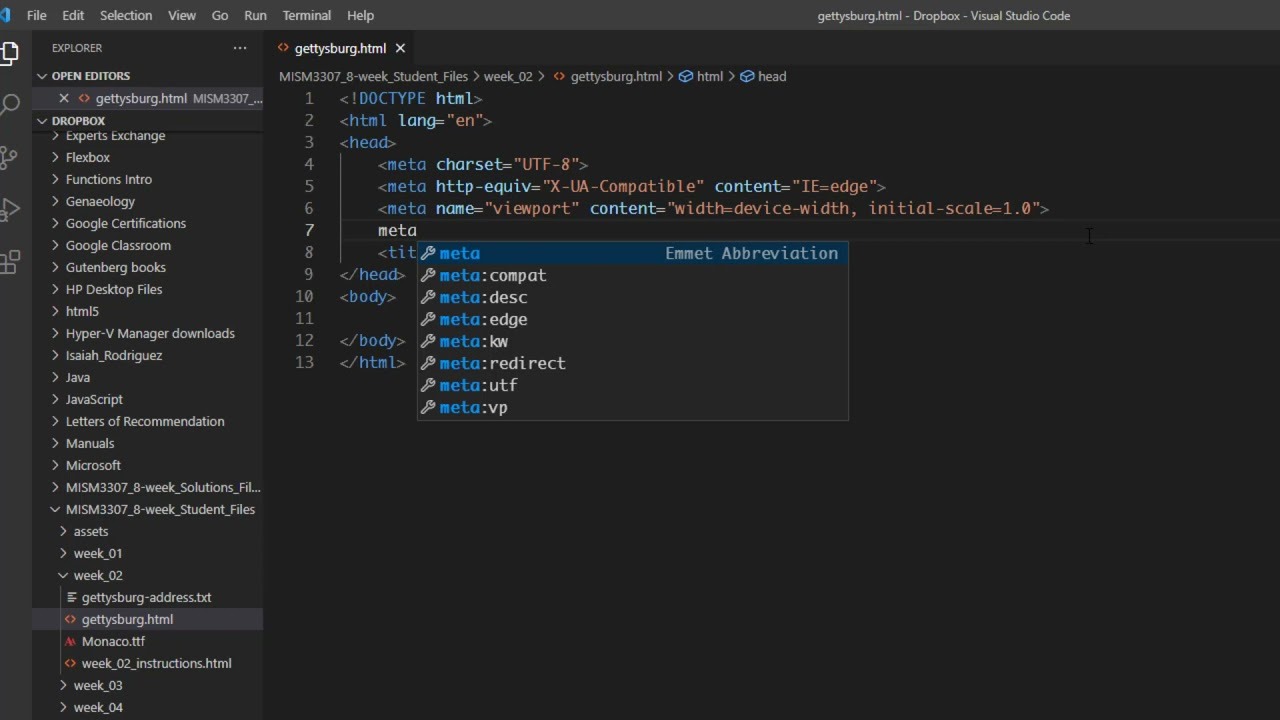 File Edit Selection View Go Run Terminal Help
gettysburg.html - Dropbox - Visual Studio Code
EXPLORER ...
OPEN EDITORS
gettysburg.html MISM3307_...
DROPBOX
Experts Exchange
Flexbox
Functions Intro
Genaeology
Google Certifications
Google Classroom
Gutenberg books
HP Desktop Files
html5
Hyper-V Manager downloads
Isaiah_Rodriguez
Java
JavaScript
Letters of Recommendation
Manuals
Microsoft
MISM3307_8-week_Solutions_Fil...
MISM3307_8-week_Student_Files
assets
week_01
week_02
gettysburg-address.txt
gettysburg.html
Monaco.ttf
week_02_instructions.html
week_03
week_04
gettysburg.html
MISM3307_8-week_Student_Files > week_02 > gettysburg.html > html > head
1 <!DOCTYPE html>
2 <html lang="en">
3 <head>
4 <meta charset="UTF-8">
5 <meta http-equiv="X-UA-Compatible" content="IE=edge">
6 <meta name="viewport" content="width=device-width, initial-scale=1.0">
7 meta
8 <tit
9 </head>
10 <body>
11
12 </body>
13 </html>
meta Emmet Abbreviation
meta:compat
meta:desc
meta:edge
meta:kw
meta:redirect
meta:utf
meta:vp